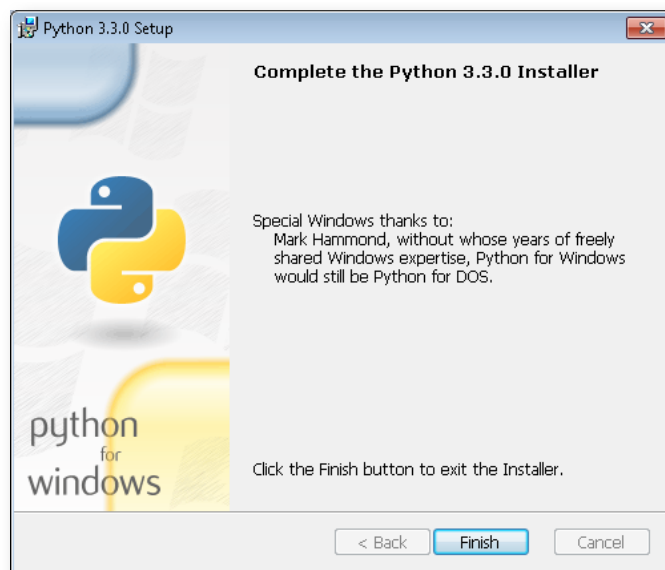 Python 3.3.0 Setup
Complete the Python 3.3.0 Installer
Special Windows thanks to:
Mark Hammond, without whose years of freely
shared Windows expertise, Python for Windows
would still be Python for DOS.
python
for
windows
Click the Finish button to exit the Installer.
< Back
Finish
Cancel